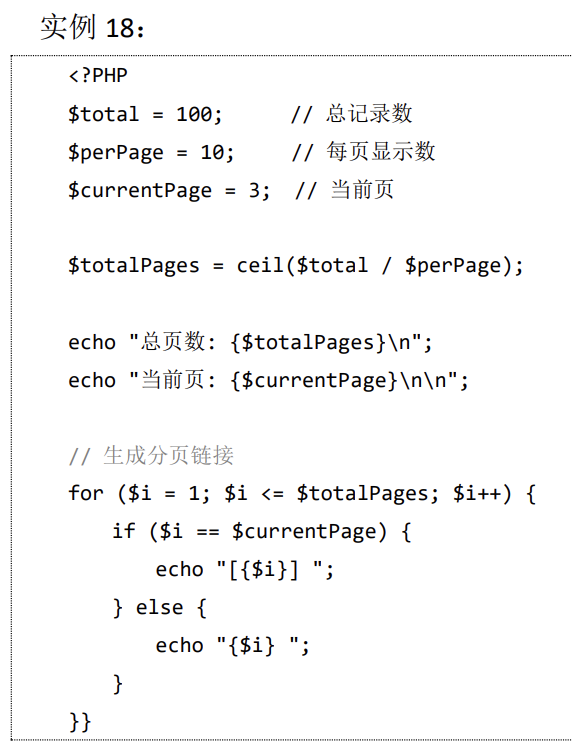 实例 18：
<?PHP
$total = 100;      // 总记录数
$perPage = 10;     // 每页显示数
$currentPage = 3;  // 当前页
$totalPages = ceil($total / $perPage);
echo "总页数: {$totalPages}\n";
echo "当前页: {$currentPage}\n\n";
// 生成分页链接
for ($i = 1; $i <= $totalPages; $i++) {
    if ($i == $currentPage) {
        echo "[{$i}] ";
    } else {
        echo "{$i} ";
    }
}}